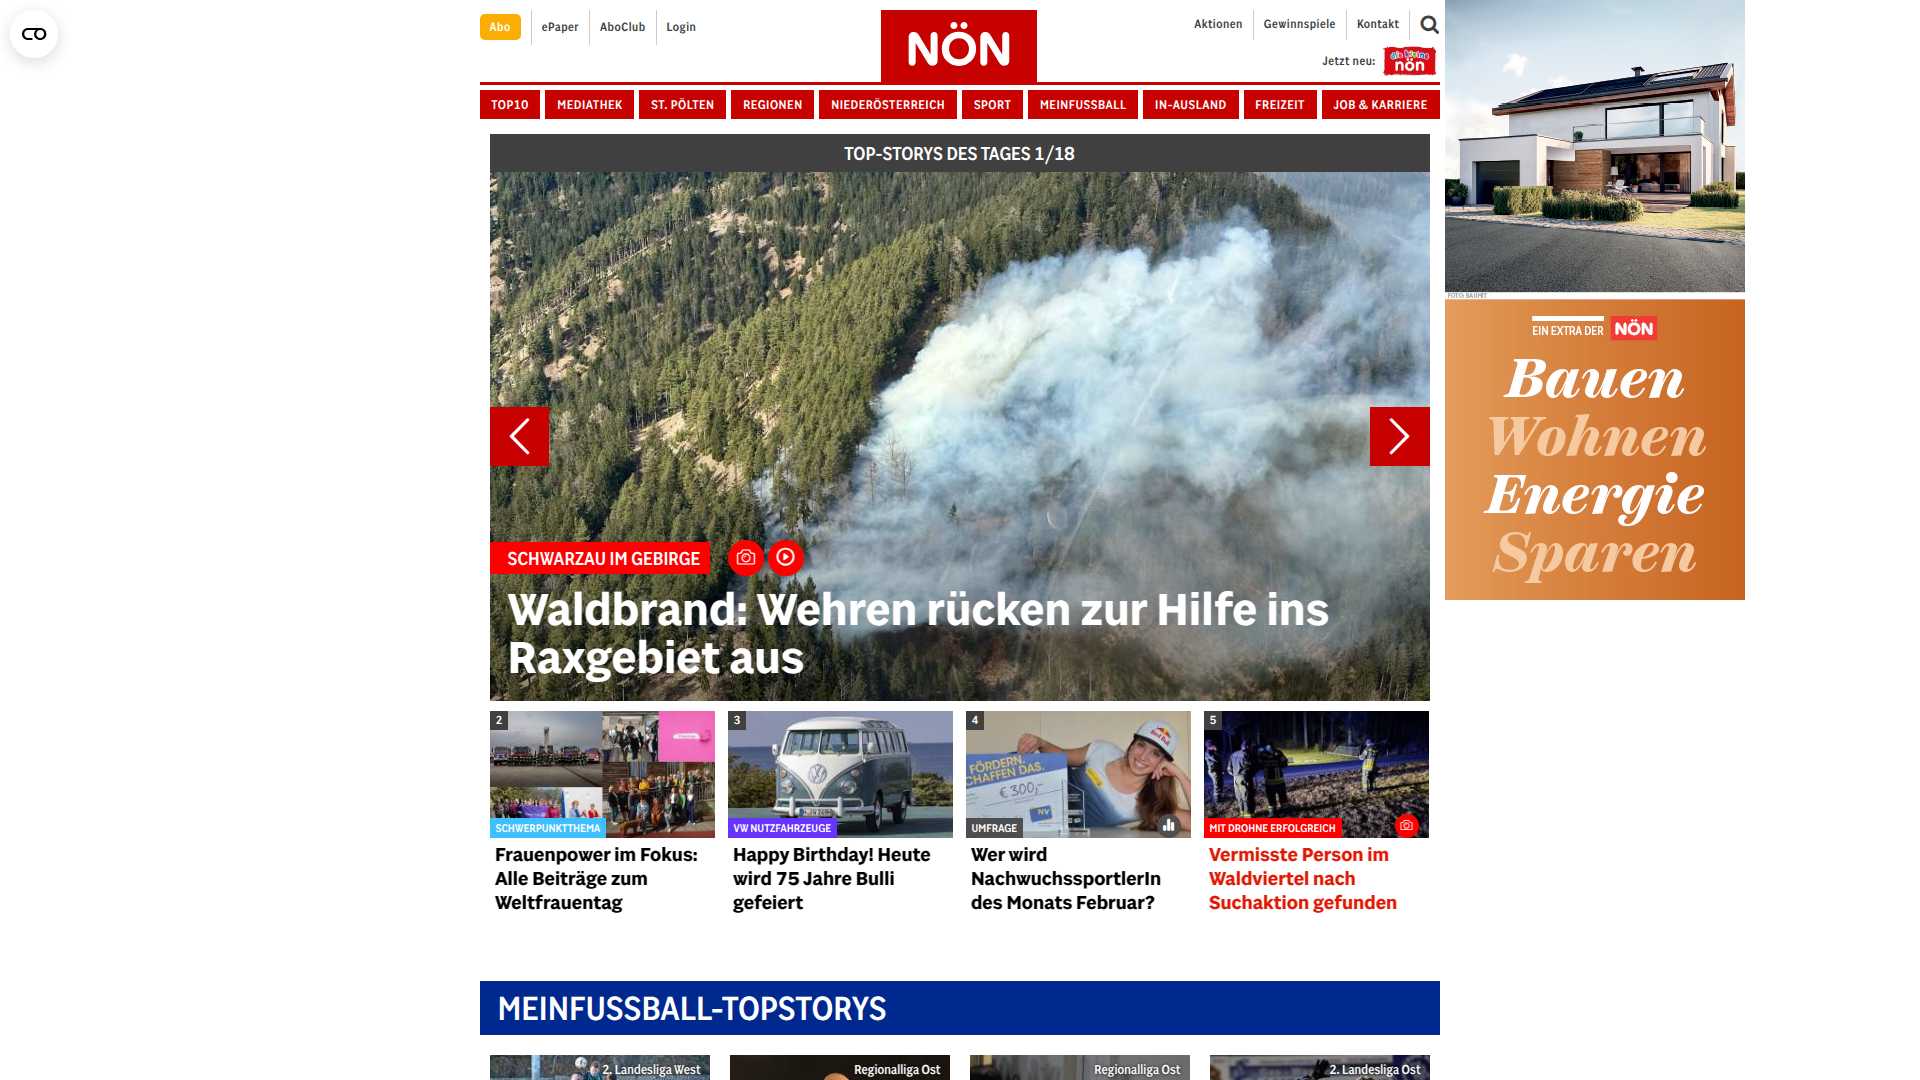 Abo
ePaper
AboClub
Login
NÖN
Aktionen
Gewinnspiele
Kontakt
Jetzt neu:
die kleine
nön
TOP10
MEDIATHEK
ST. PÖLTEN
REGIONEN
NIEDERÖSTERREICH
SPORT
MEINFUSSBALL
IN-AUSLAND
FREIZEIT
JOB & KARRIERE
TOP-STORYS DES TAGES 1/18
SCHWARZAU IM GEBIRGE
Waldbrand: Wehren rücken zur Hilfe ins
Raxgebiet aus
FOTO: BAUMIT
EIN EXTRA DER NÖN
Bauen
Wohnen
Energie
Sparen
2
SCHWERPUNKTTHEMA
Frauenpower im Fokus:
Alle Beiträge zum
Weltfrauentag
3
VW NUTZFAHRZEUGE
Happy Birthday! Heute
wird 75 Jahre Bulli
gefeiert
4
FÖRDERN.
SCHAFFEN DAS.
€ 300,-
NV
Red Bull
UMFRAGE
Wer wird
NachwuchssportlerIn
des Monats Februar?
5
MIT DROHNE ERFOLGREICH
Vermisste Person im
Waldviertel nach
Suchaktion gefunden
MEINFUSSBALL-TOPSTORYS
2. Landesliga West
Regionalliga Ost
Regionalliga Ost
2. Landesliga Ost